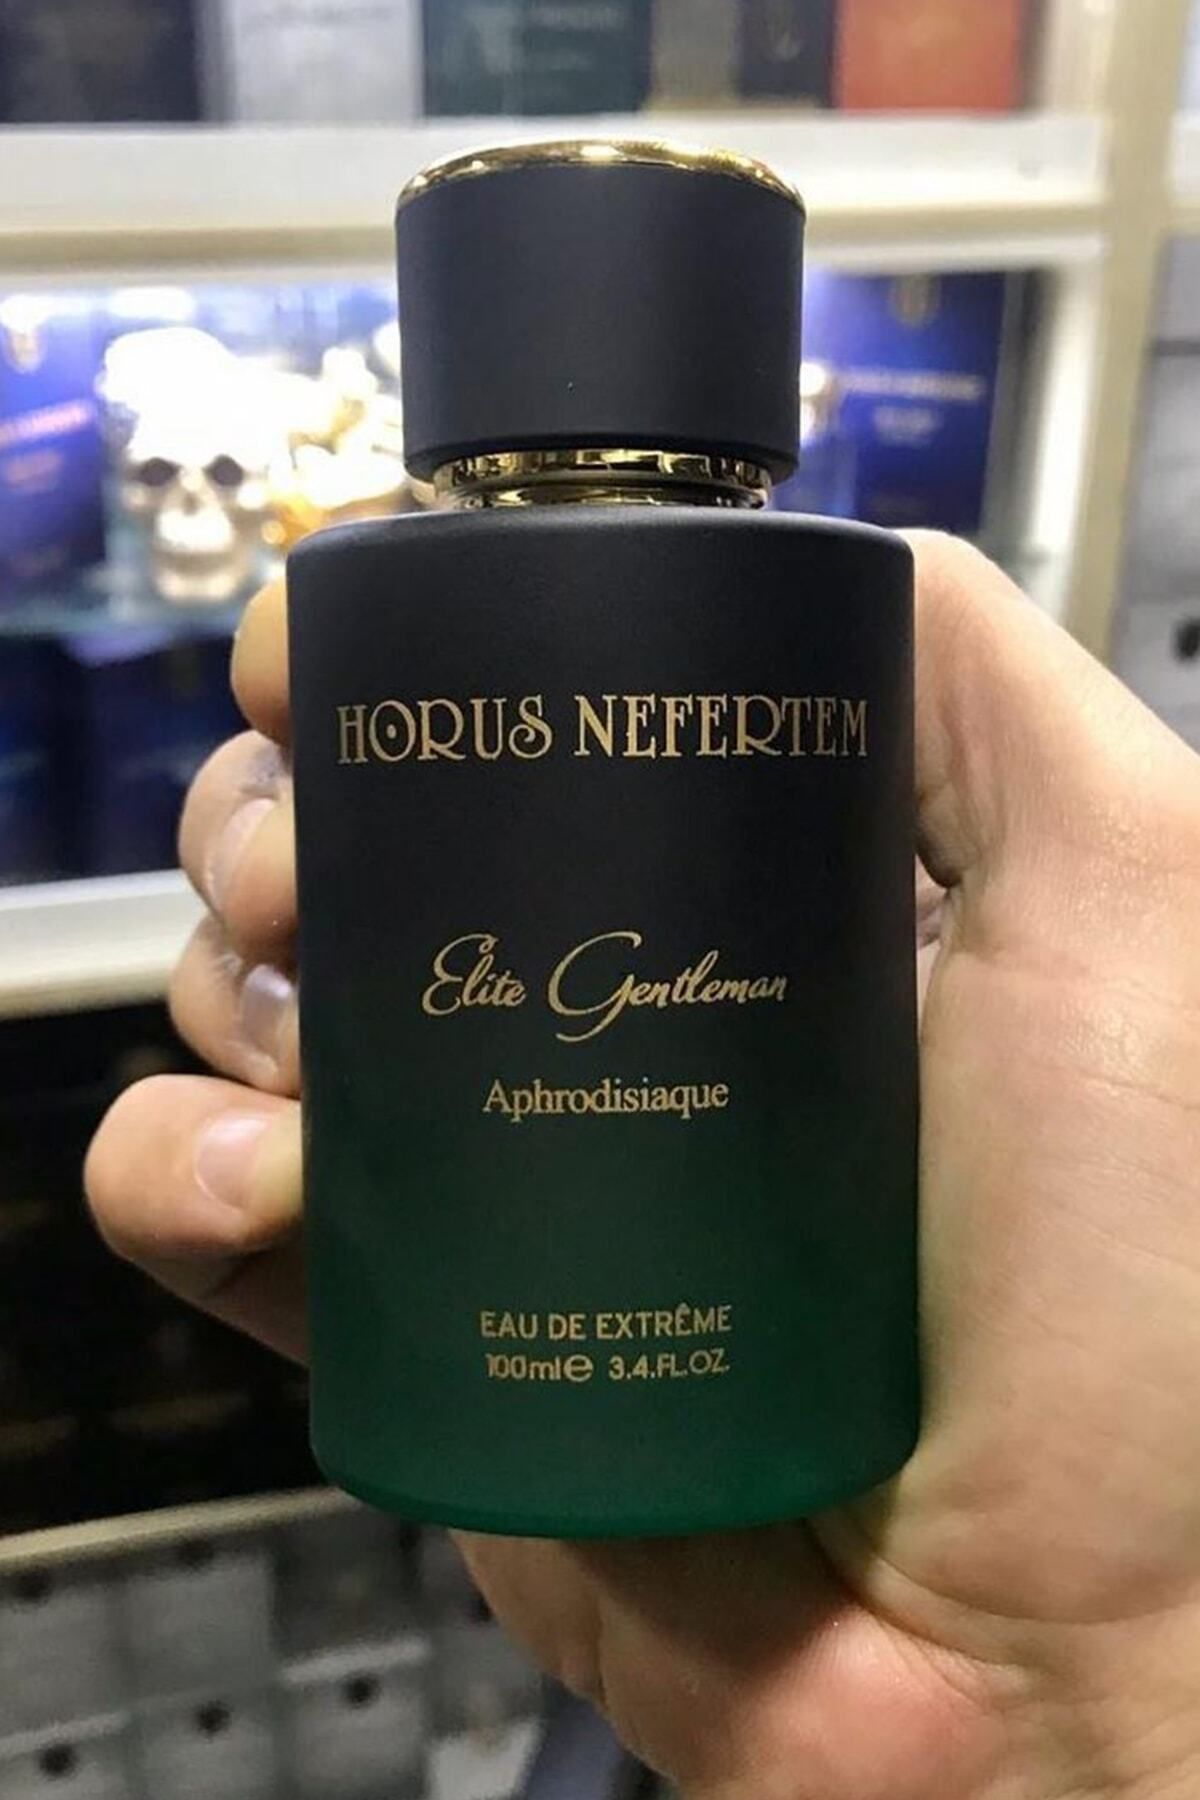 HORUS NEFERTEM
Elite Gentleman
Aphrodisiaque
EAU DE EXTRÊME
100ml℮ 3.4.FL.OZ.